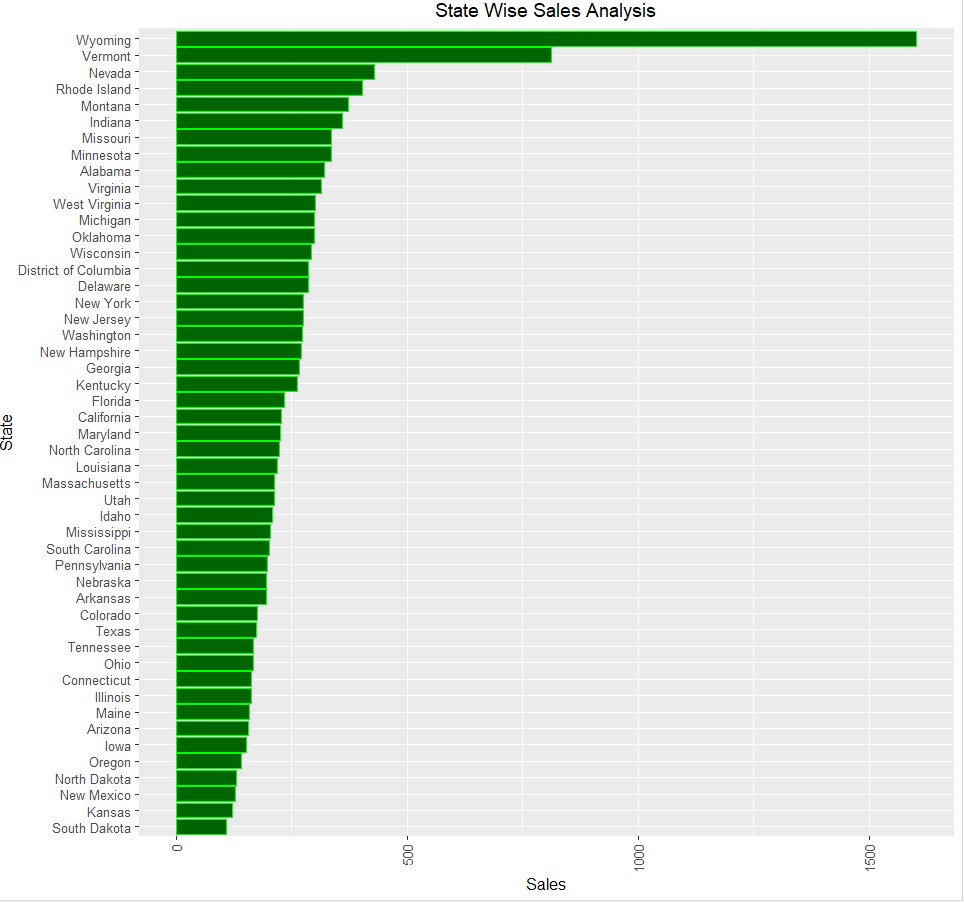 State Wise Sales Analysis
Wyoming
Vermont
Nevada
Rhode Island
Montana
Indiana
Missouri
Minnesota
Alabama
Virginia
West Virginia
Michigan
Oklahoma
Wisconsin
District of Columbia
Delaware
New York
New Jersey
Washington
New Hampshire
Georgia
Kentucky
Florida
California
Maryland
North Carolina
Louisiana
Massachusetts
Utah
Idaho
Mississippi
South Carolina
Pennsylvania
Nebraska
Arkansas
Colorado
Texas
Tennessee
Ohio
Connecticut
Illinois
Maine
Arizona
Iowa
Oregon
North Dakota
New Mexico
Kansas
South Dakota
State
0 500 1000 1500
Sales